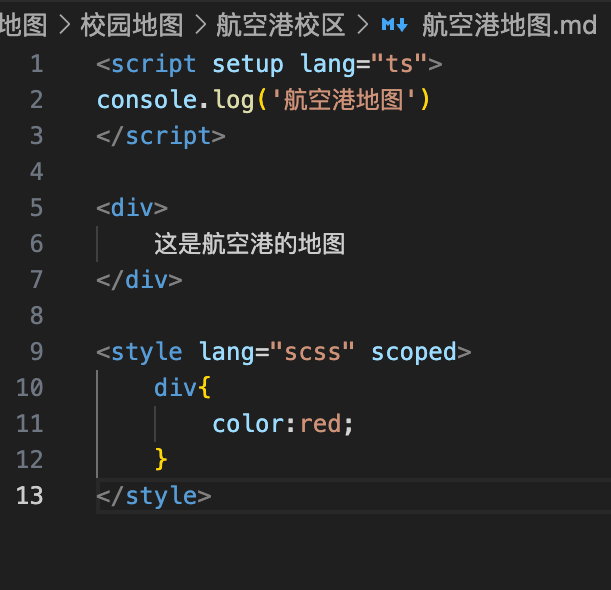 地图 > 校园地图 > 航空港校区 > 航空港地图.md
1 <script setup lang="ts">
2 console.log('航空港地图')
3 </script>
4
5 <div>
6     这是航空港的地图
7 </div>
8
9 <style lang="scss" scoped>
10     div{
11         color:red;
12     }
13 </style>